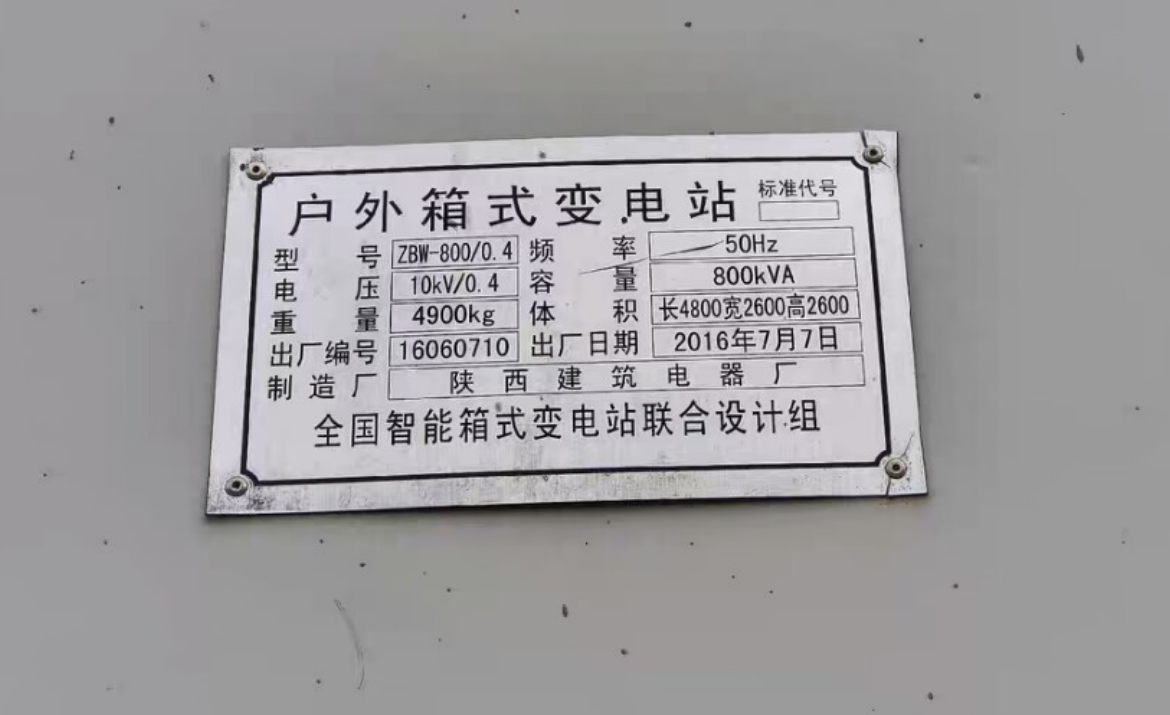 户外箱式变电站 标准代号
型号 ZBW-800/0.4 频率 50Hz
电压 10kV/0.4 容量 800kVA
重量 4900kg 体积 长4800宽2600高2600
出厂编号 16060710 出厂日期 2016年7月7日
制造厂 陕西建筑电器厂
全国智能箱式变电站联合设计组